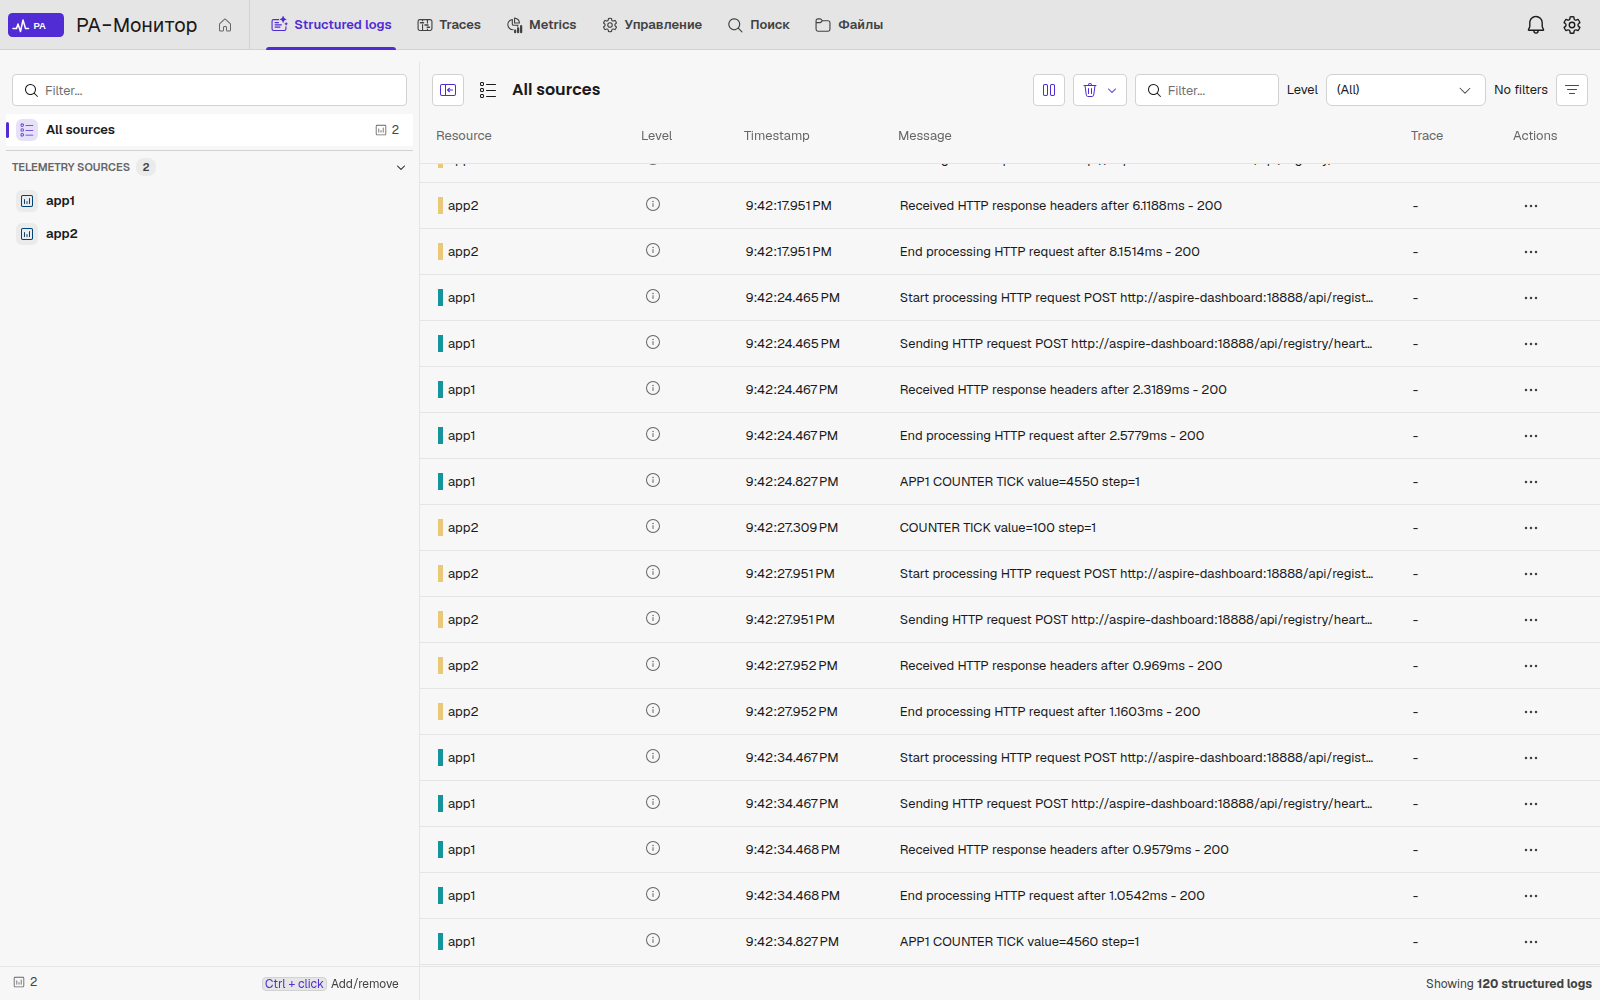 PA
РА-Монитор
Structured logs
Traces
Metrics
Управление
Поиск
Файлы
Filter...
All sources
2
TELEMETRY SOURCES 2
app1
app2
All sources
Filter...
Level
(All)
No filters
Resource Level Timestamp Message Trace Actions
app2 9:42:17.951 PM Received HTTP response headers after 6.1188ms - 200 - ...
app2 9:42:17.951 PM End processing HTTP request after 8.1514ms - 200 - ...
app1 9:42:24.465 PM Start processing HTTP request POST http://aspire-dashboard:18888/api/regist... - ...
app1 9:42:24.465 PM Sending HTTP request POST http://aspire-dashboard:18888/api/registry/heart... - ...
app1 9:42:24.467 PM Received HTTP response headers after 2.3189ms - 200 - ...
app1 9:42:24.467 PM End processing HTTP request after 2.5779ms - 200 - ...
app1 9:42:24.827 PM APP1 COUNTER TICK value=4550 step=1 - ...
app2 9:42:27.309 PM COUNTER TICK value=100 step=1 - ...
app2 9:42:27.951 PM Start processing HTTP request POST http://aspire-dashboard:18888/api/regist... - ...
app2 9:42:27.951 PM Sending HTTP request POST http://aspire-dashboard:18888/api/registry/heart... - ...
app2 9:42:27.952 PM Received HTTP response headers after 0.969ms - 200 - ...
app2 9:42:27.952 PM End processing HTTP request after 1.1603ms - 200 - ...
app1 9:42:34.467 PM Start processing HTTP request POST http://aspire-dashboard:18888/api/regist... - ...
app1 9:42:34.467 PM Sending HTTP request POST http://aspire-dashboard:18888/api/registry/heart... - ...
app1 9:42:34.468 PM Received HTTP response headers after 0.9579ms - 200 - ...
app1 9:42:34.468 PM End processing HTTP request after 1.0542ms - 200 - ...
app1 9:42:34.827 PM APP1 COUNTER TICK value=4560 step=1 - ...
2
Ctrl + click Add/remove
Showing 120 structured logs